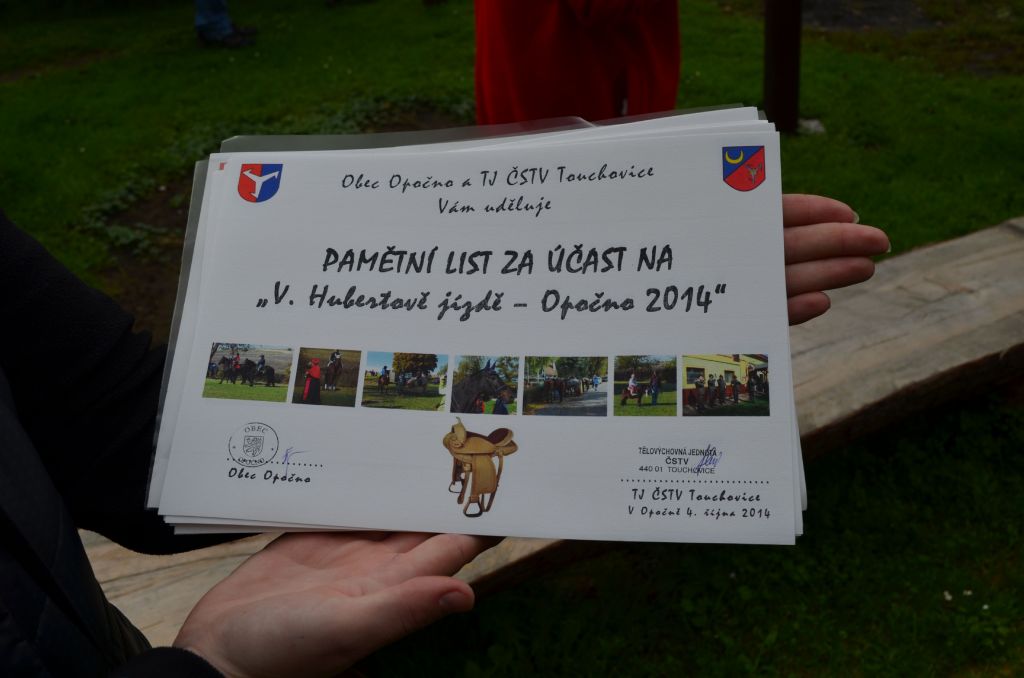 Obec Opočno a TJ ČSTV Touchovice
Vám uděluje
PAMĚTNÍ LIST ZA ÚČAST NA
„V. Hubertově jízdě – Opočno 2014“
OBEC
OPOČNO
Obec Opočno
TĚLOVÝCHOVNÁ JEDNOTA
ČSTV
440 01 TOUCHOVICE
TJ ČSTV Touchovice
V Opočně 4. října 2014